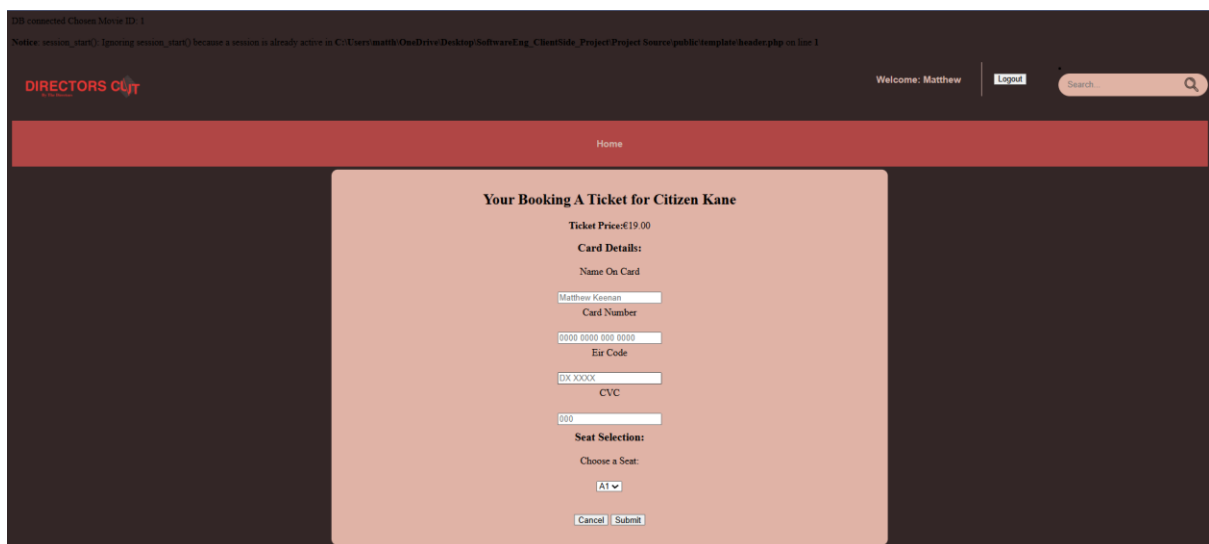 DB connected Chosen Movie ID: 1
Notice: session_start(): Ignoring session_start() because a session is already active in C:\Users\matth\OneDrive\Desktop\SoftwareEng_ClientSide_Project\Project Source\public\template\header.php on line 1
DIRECTORS CUT
Welcome: Matthew
Logout
Search...
Home
Your Booking A Ticket for Citizen Kane
Ticket Price:€19.00
Card Details:
Name On Card
Matthew Keenan
Card Number
0000 0000 000 0000
Eir Code
DX XXXX
CVC
000
Seat Selection:
Choose a Seat:
A1
Cancel Submit